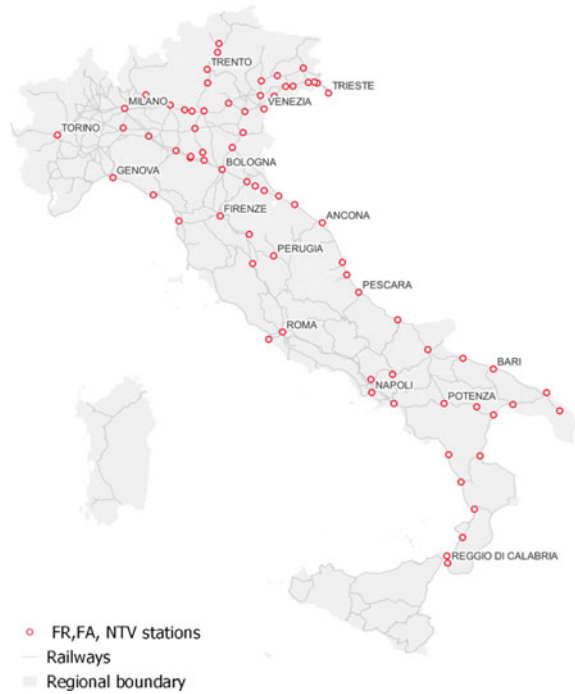 TRENTO
TRIESTE
MILANO
VENEZIA
TORINO
BOLOGNA
GENOVA
FIRENZE
ANCONA
PERUGIA
PESCARA
ROMA
BARI
NAPOLI
POTENZA
REGGIO DI CALABRIA
FR,FA, NTV stations
Railways
Regional boundary